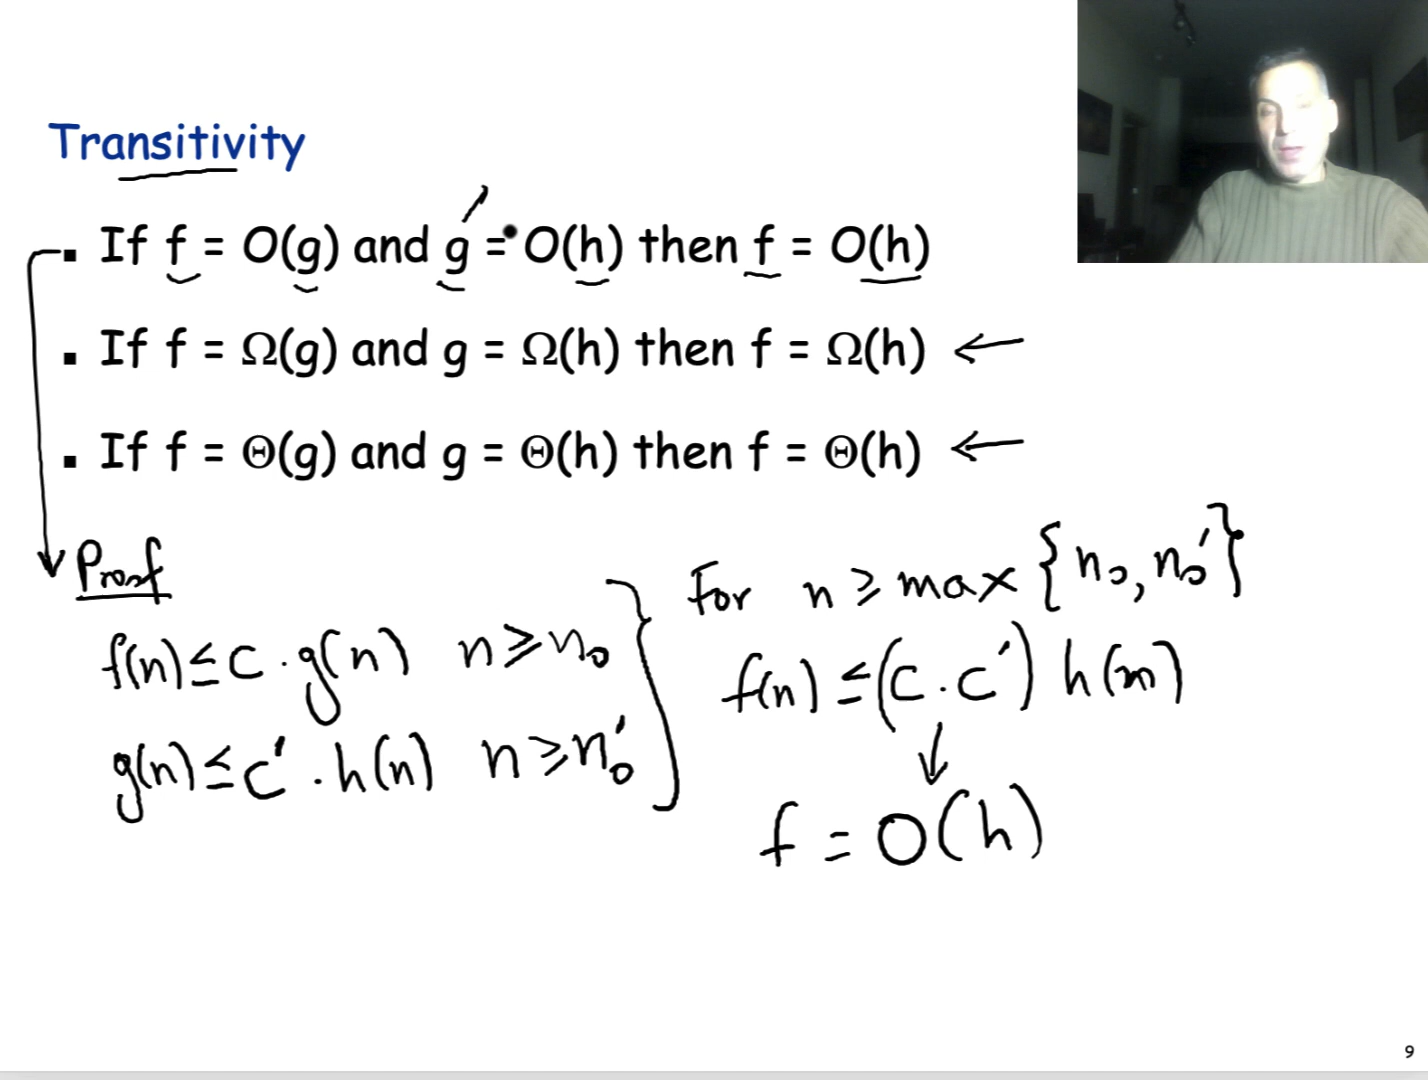 Transitivity
▪ If f = O(g) and g = O(h) then f = O(h)
▪ If f = Ω(g) and g = Ω(h) then f = Ω(h) ←
▪ If f = Θ(g) and g = Θ(h) then f = Θ(h) ←
Proof
f(n) ≤ c · g(n) n ≥ n₀
g(n) ≤ c' · h(n) n ≥ n₀'
For n ≥ max {n₀, n₀'}
f(n) ≤ (c · c') h(n)
↓
f = O(h)
9